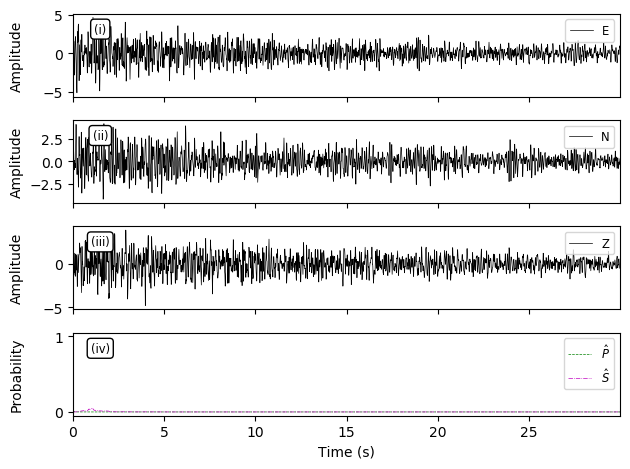 5
0
−5
Amplitude
(i)
E
2.5
0.0
−2.5
Amplitude
(ii)
N
0
−5
Amplitude
(iii)
Z
1
0
Probability
(iv)
P̂
Ŝ
0 5 10 15 20 25
Time (s)